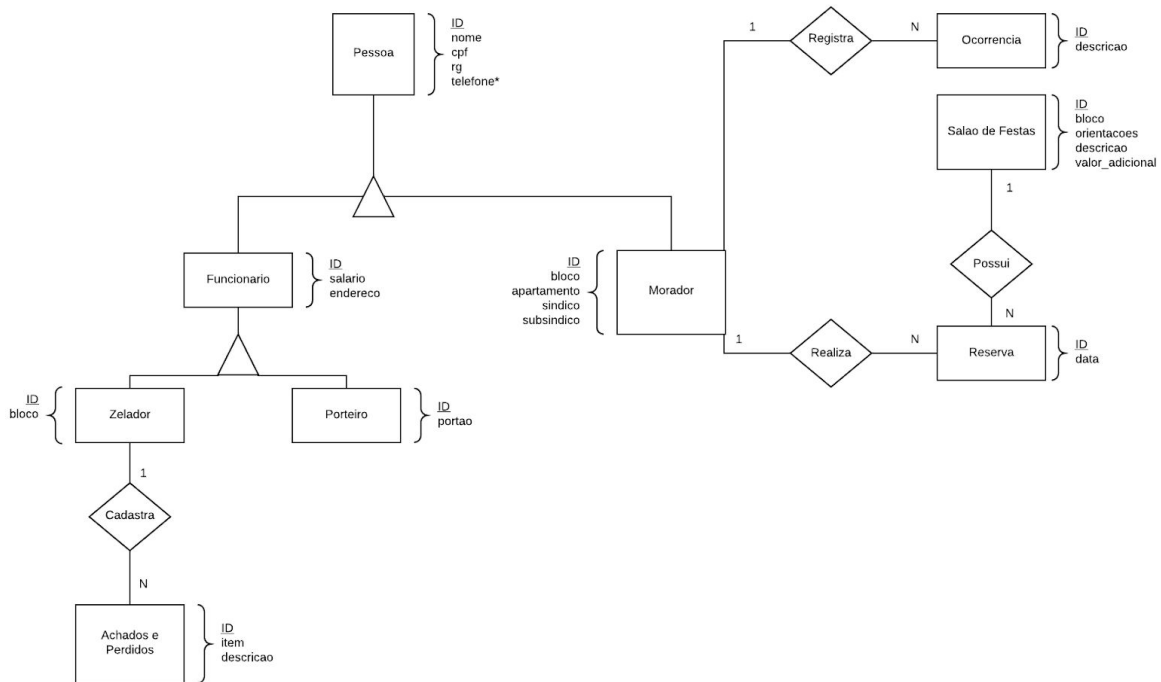 Pessoa
ID
nome
cpf
rg
telefone*
1
Registra
N
Ocorrencia
ID
descricao
Salao de Festas
ID
bloco
orientacoes
descricao
valor_adicional
1
Possui
N
Funcionario
ID
salario
endereco
ID
bloco
apartamento
sindico
subsindico
Morador
1
Realiza
N
Reserva
ID
data
ID
bloco
Zelador
Porteiro
ID
portao
1
Cadastra
N
Achados e
Perdidos
ID
item
descricao